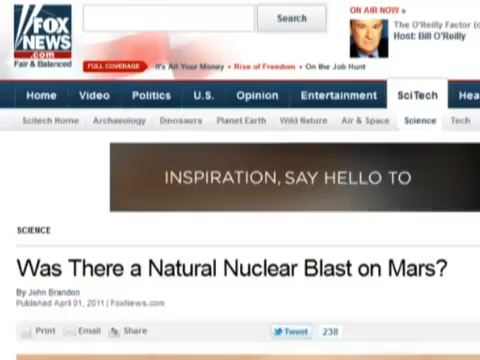 FOX
NEWS
.com
Fair & Balanced
Search
ON AIR NOW »
The O'Reilly Factor (c
Host: Bill O'Reilly
FULL COVERAGE It's All Your Money • Rise of Freedom • On the Job Hunt
Home Video Politics U.S. Opinion Entertainment SciTech Hea
Scitech Home Archaeology Dinosaurs Planet Earth Wild Nature Air & Space Science Tech
INSPIRATION, SAY HELLO TO
SCIENCE
Was There a Natural Nuclear Blast on Mars?
By John Brandon
Published April 01, 2011 | FoxNews.com
Print Email Share Tweet 238